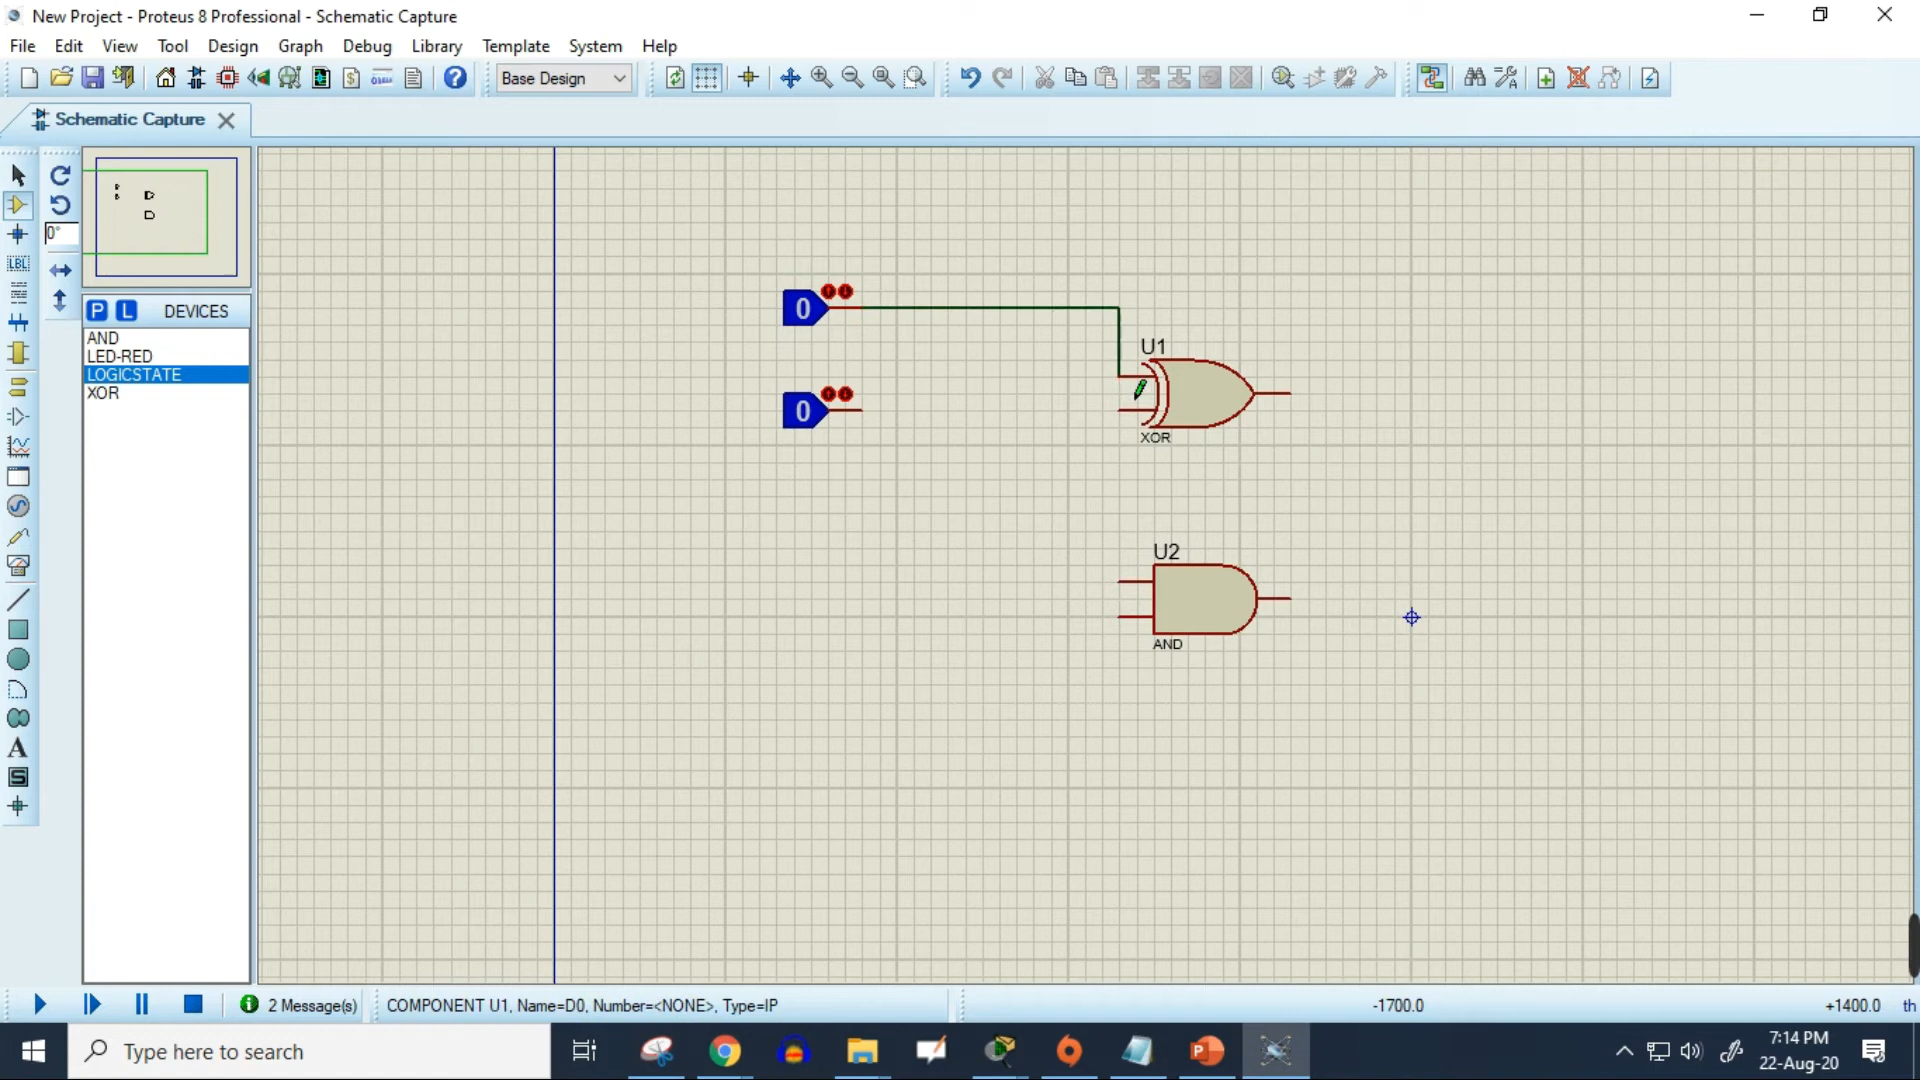 New Project - Proteus 8 Professional - Schematic Capture
File Edit View Tool Design Graph Debug Library Template System Help
Base Design
Schematic Capture
0°
LBL
P L DEVICES
AND
LED-RED
LOGICSTATE
XOR
A
S
0
0
U1
XOR
U2
AND
2 Message(s) COMPONENT U1, Name=D0, Number=<NONE>, Type=IP -1700.0 +1400.0 th
Type here to search
7:14 PM
22-Aug-20